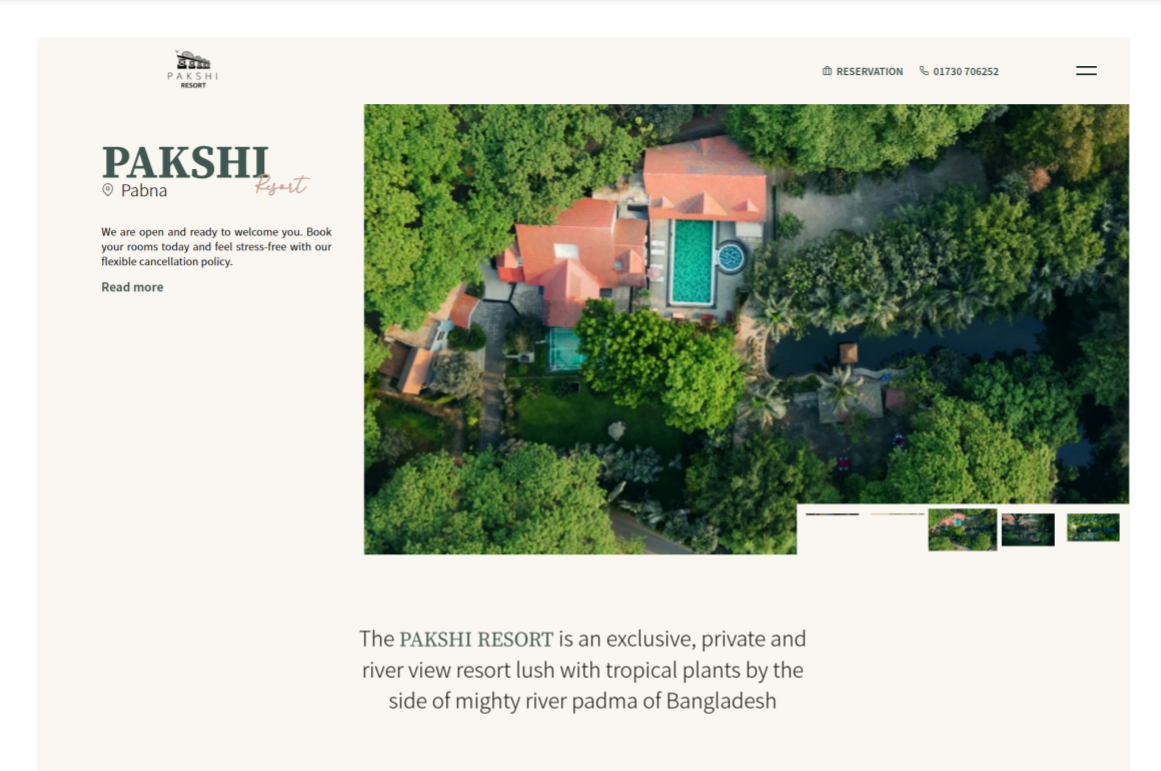 PAKSHI
RESORT
RESERVATION 01730 706252
PAKSHI
Resort
Pabna
We are open and ready to welcome you. Book
your rooms today and feel stress-free with our
flexible cancellation policy.
Read more
The PAKSHI RESORT is an exclusive, private and
river view resort lush with tropical plants by the
side of mighty river padma of Bangladesh